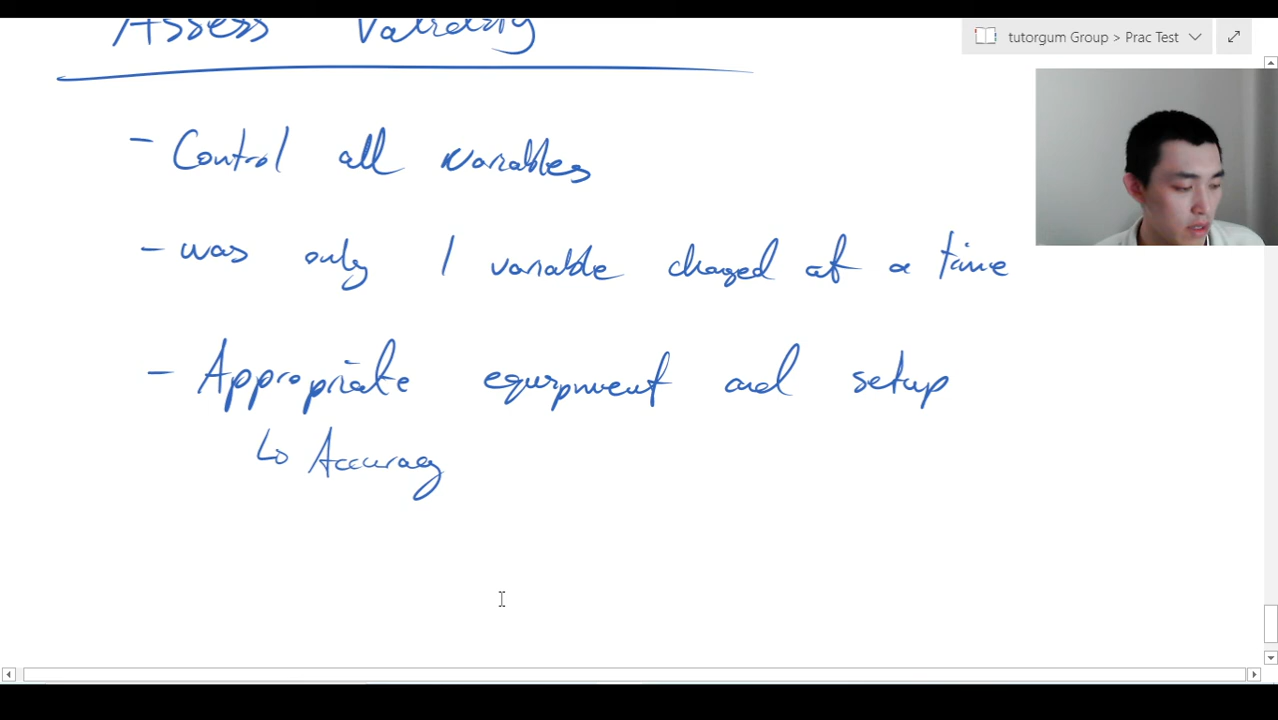 Assess Validity
tutorgum Group > Prac Test
- Control all variables
- was only 1 variable changed at a time
- Appropriate equipment and setup
↳ Accuracy